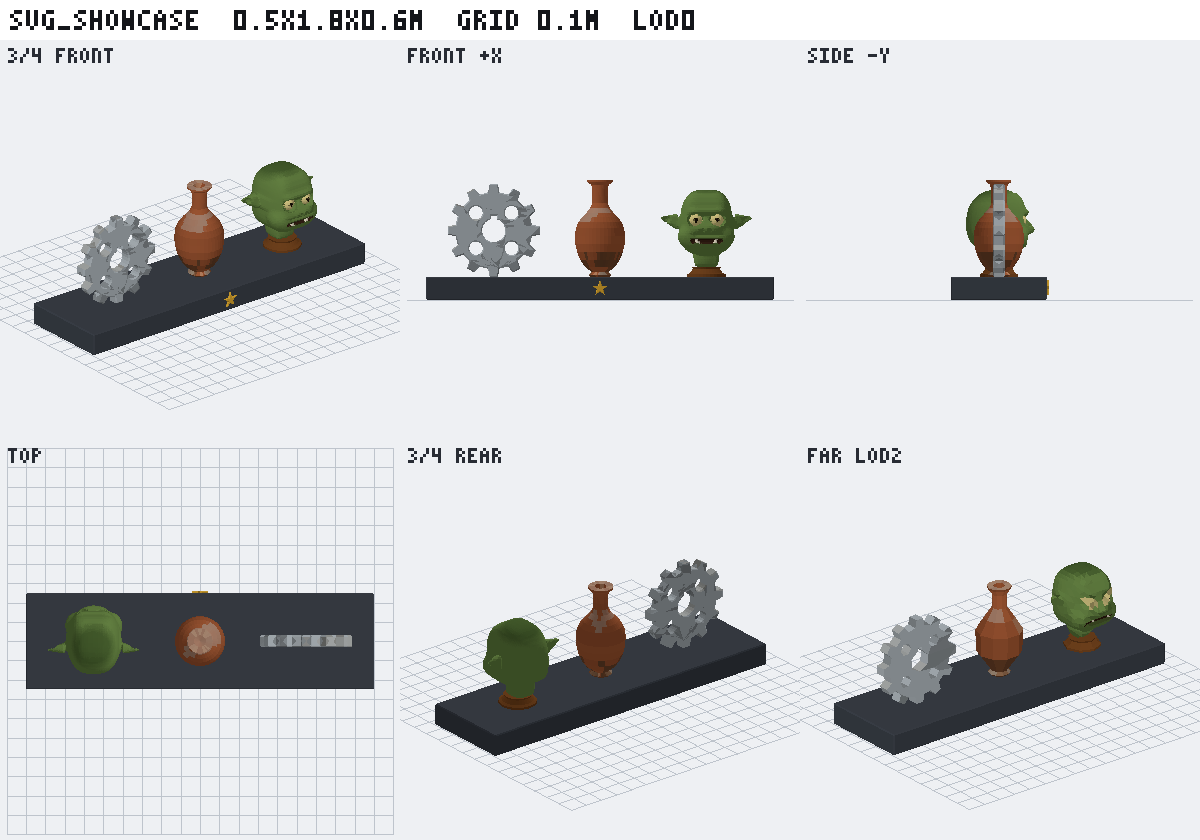 SVG_SHOWCASE 0.5X1.8X0.6M GRID 0.1M LOD0
3/4 FRONT
FRONT +X
SIDE -Y
TOP
3/4 REAR
FAR LOD2